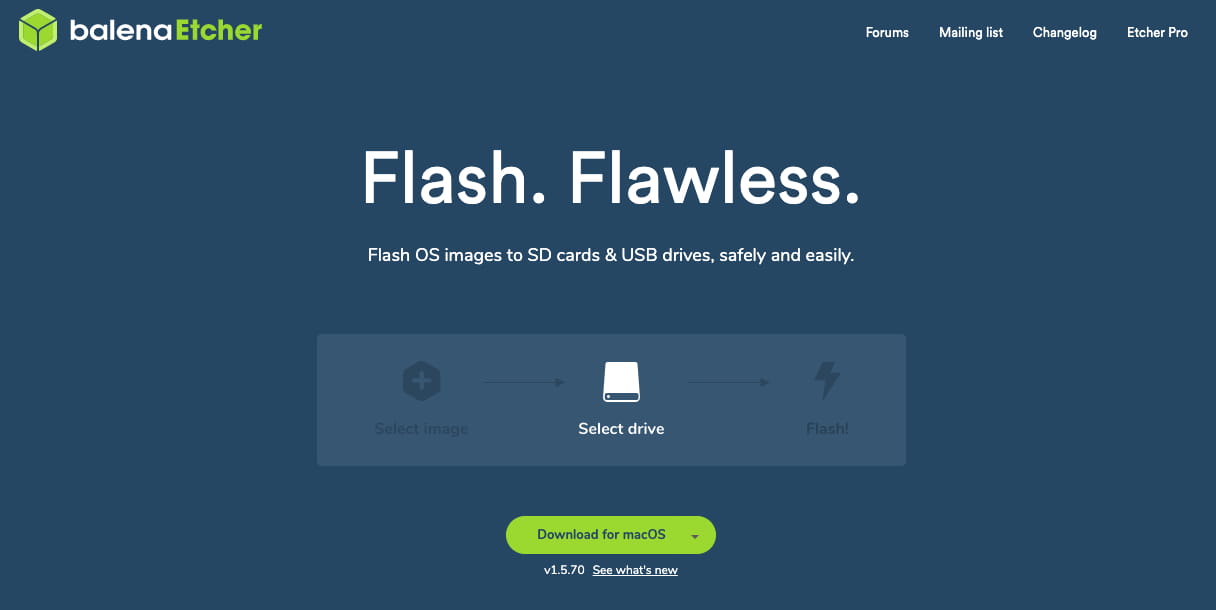 balenaEtcher
Forums Mailing list Changelog Etcher Pro
Flash. Flawless.
Flash OS images to SD cards & USB drives, safely and easily.
Select image Select drive Flash!
Download for macOS
v1.5.70 See what's new